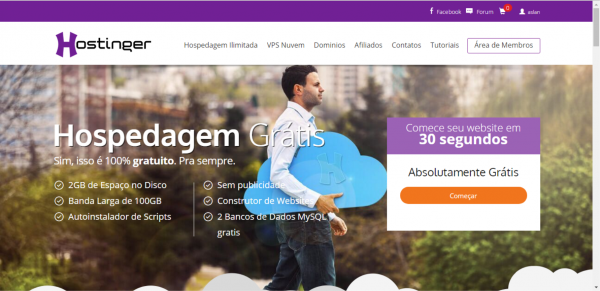 Facebook Forum 0 aslan
Hostinger
Hospedagem Ilimitada VPS Nuvem Dominios Afiliados Contatos Tutoriais Área de Membros
Hospedagem Grátis
Sim, isso é 100% gratuito. Pra sempre.
2GB de Espaço no Disco
Banda Larga de 100GB
Autoinstalador de Scripts
Sem publicidade
Construtor de Websites
2 Bancos de Dados MySQL
gratis
Comece seu website em
30 segundos
Absolutamente Grátis
Começar